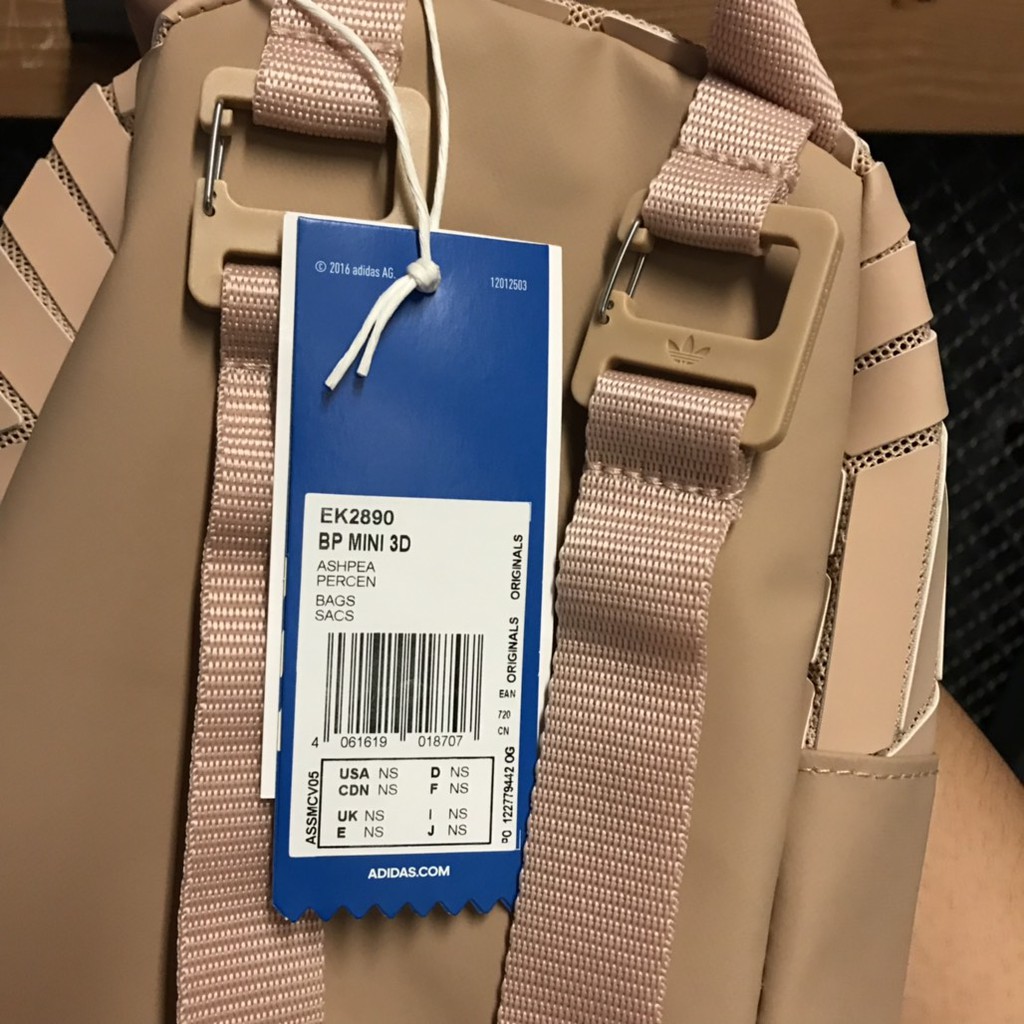 © 2016 adidas AG.
12012503
EK2890
BP MINI 3D
ASHPEA
PERCEN
BAGS
SACS
ORIGINALS ORIGINALS
EAN
720
CN
4 061619 018707
ASSMCV05
USA NS D NS
CDN NS F NS
UK NS I NS
E NS J NS
PO 122779442 OG
ADIDAS.COM